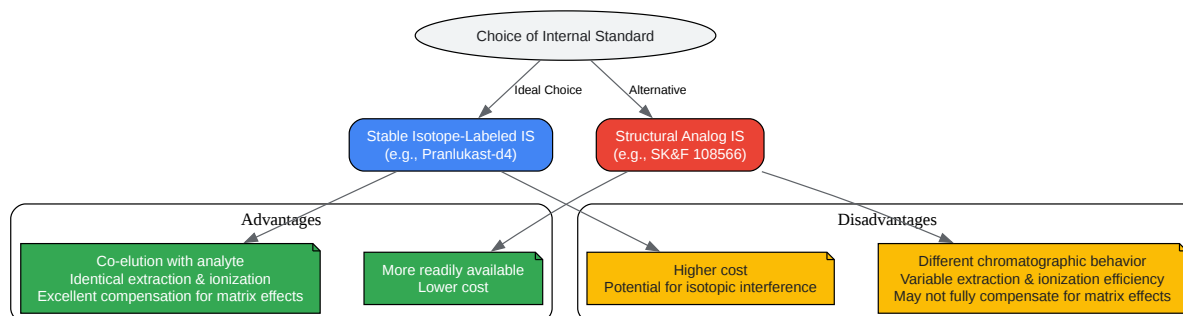 Choice of Internal Standard
Ideal Choice
Alternative
Stable Isotope-Labeled IS
(e.g., Pranlukast-d4)
Structural Analog IS
(e.g., SK&F 108566)
Advantages
Disadvantages
Co-elution with analyte
Identical extraction & ionization
Excellent compensation for matrix effects
More readily available
Lower cost
Higher cost
Potential for isotopic interference
Different chromatographic behavior
Variable extraction & ionization efficiency
May not fully compensate for matrix effects